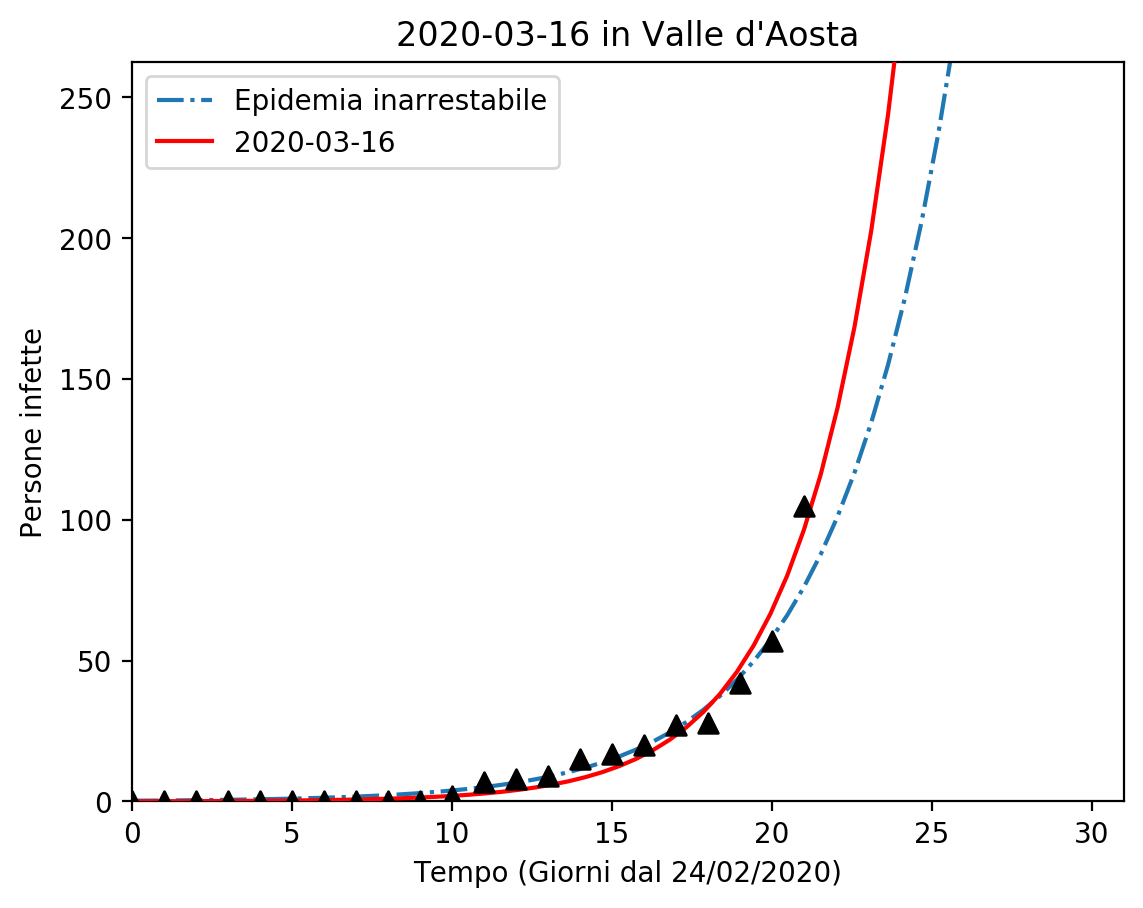 2020-03-16 in Valle d'Aosta
Epidemia inarrestabile
2020-03-16
Persone infette
250
200
150
100
50
0
0 5 10 15 20 25 30
Tempo (Giorni dal 24/02/2020)